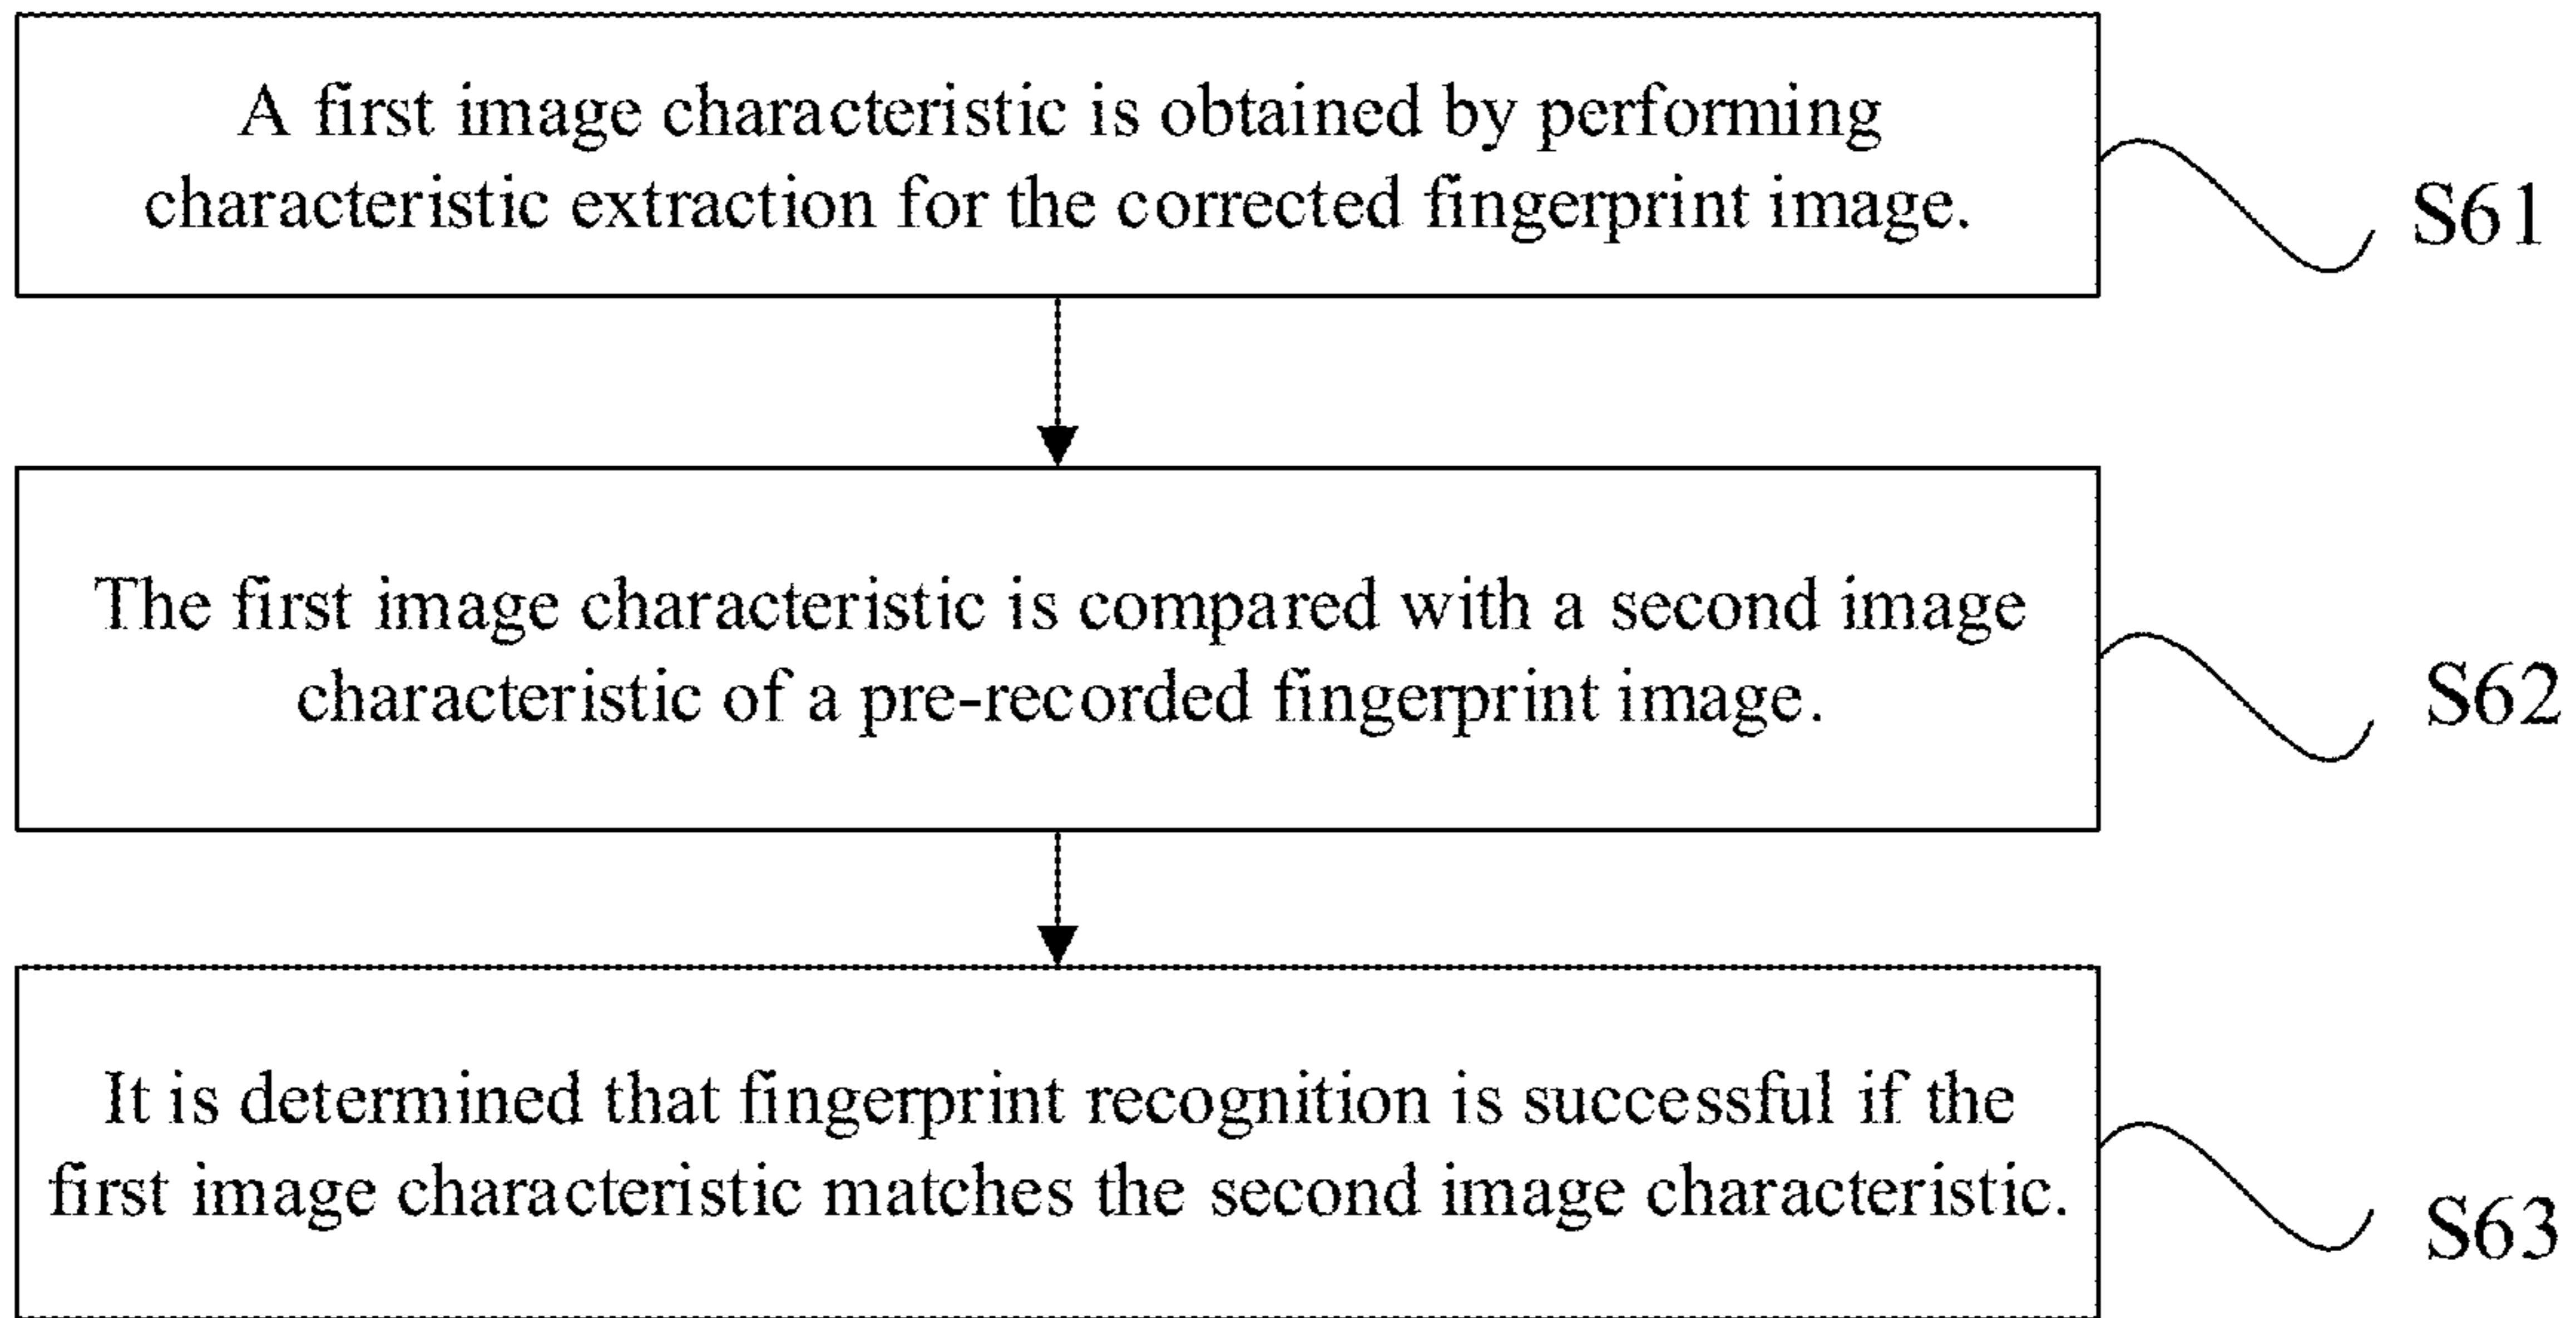 A first image characteristic is obtained by performing
characteristic extraction for the corrected fingerprint image.
S61
The first image characteristic is compared with a second image
characteristic of a pre-recorded fingerprint image.
S62
It is determined that fingerprint recognition is successful if the
first image characteristic matches the second image characteristic.
S63